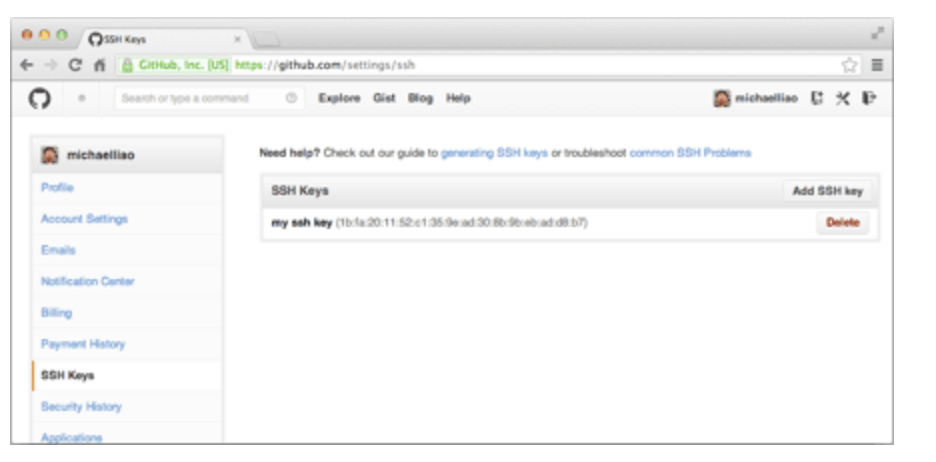 SSH Keys
GitHub, Inc. [US] https://github.com/settings/ssh
Search or type a command Explore Gist Blog Help michaelliao
michaelliao
Need help? Check out our guide to generating SSH keys or troubleshoot common SSH Problems
Profile
SSH Keys Add SSH key
Account Settings
my ssh key (1b:fa:20:11:52:c1:35:9e:ad:30:8b:9b:eb:ad:d8:b7) Delete
Emails
Notification Center
Billing
Payment History
SSH Keys
Security History
Applications